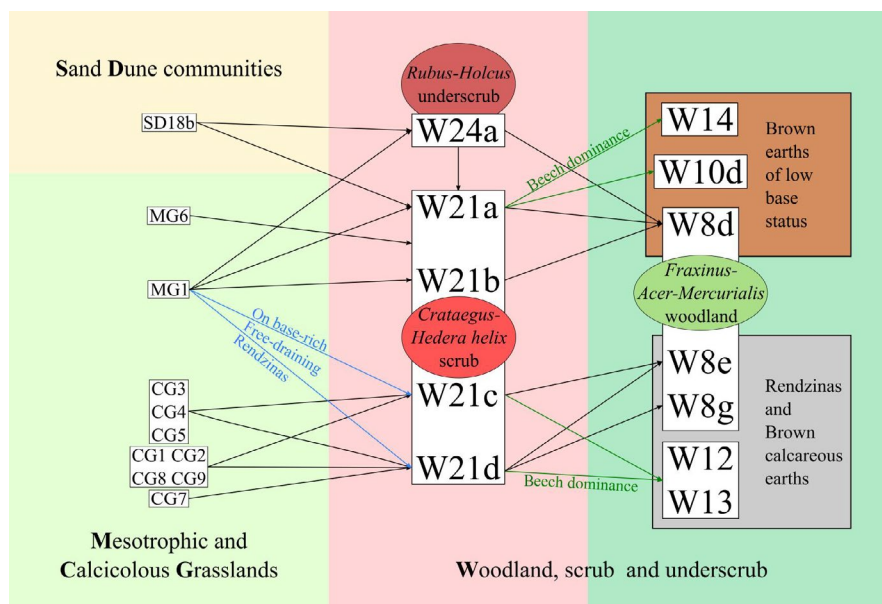 Sand Dune communities
SD18b
MG6
MG1
On base-rich
Free-draining
Rendzinas
CG3
CG4
CG5
CG1 CG2
CG8 CG9
CG7
Mesotrophic and
Calcicolous Grasslands
Rubus-Holcus
underscrub
W24a
W21a
W21b
Crataegus-
Hedera helix
scrub
W21c
W21d
Beech dominance
Beech dominance
W14
W10d
W8d
Brown
earths
of low
base
status
Fraxinus-
Acer-Mercurialis
woodland
W8e
W8g
W12
W13
Rendzinas
and
Brown
calcareous
earths
Woodland, scrub and underscrub